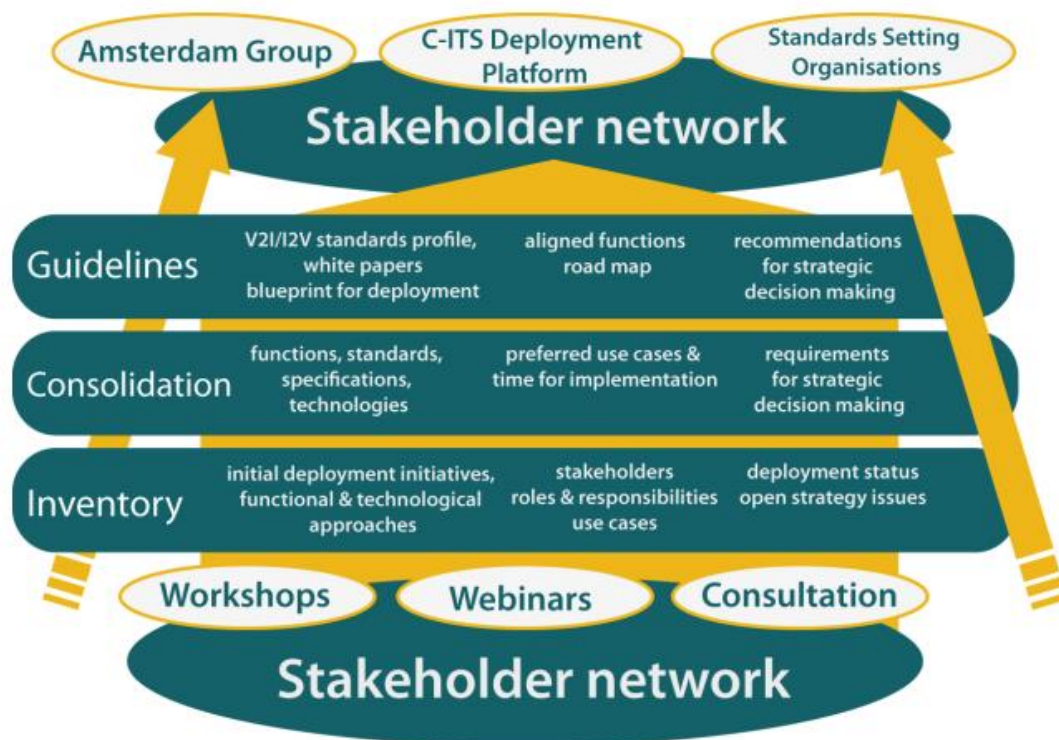 Amsterdam Group
C-ITS Deployment
Platform
Standards Setting
Organisations
Stakeholder network
Guidelines
V2I/I2V standards profile,
white papers
blueprint for deployment
aligned functions
road map
recommendations
for strategic
decision making
Consolidation
functions, standards,
specifications,
technologies
preferred use cases &
time for implementation
requirements
for strategic
decision making
Inventory
initial deployment initiatives,
functional & technological
approaches
stakeholders
roles & responsibilities
use cases
deployment status
open strategy issues
Workshops
Webinars
Consultation
Stakeholder network